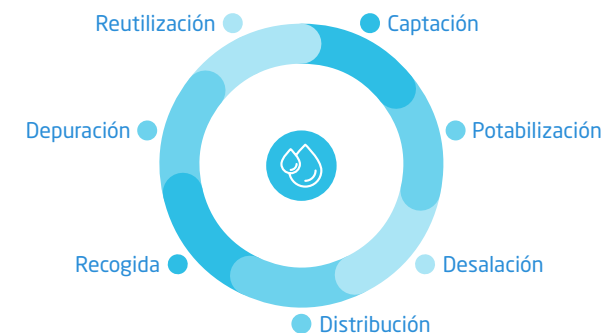 Reutilización
Captación
Depuración
Potabilización
Recogida
Desalación
Distribución